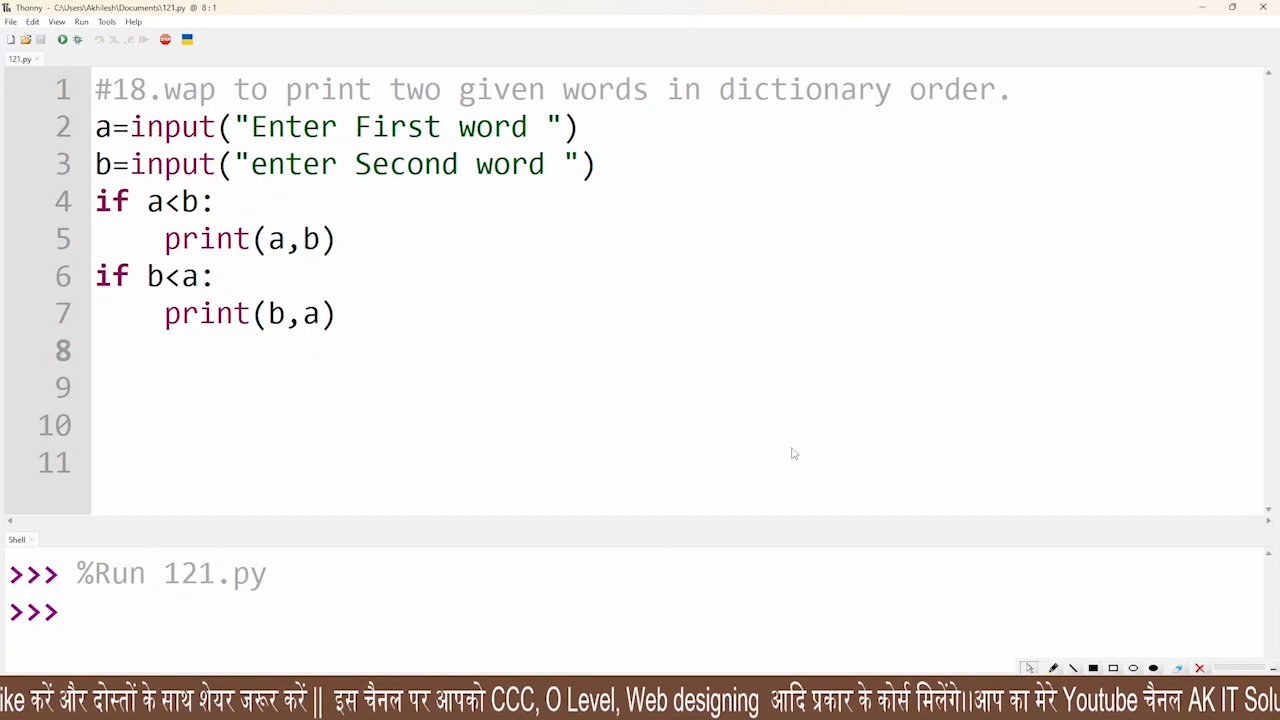 Thonny - C:\Users\Akhilesh\Documents\121.py @ 8 : 1
File Edit View Run Tools Help
121.py
1 #18.wap to print two given words in dictionary order.
2 a=input("Enter First word ")
3 b=input("enter Second word ")
4 if a<b:
5 print(a,b)
6 if b<a:
7 print(b,a)
8
9
10
11
Shell
>>> %Run 121.py
>>>
ike करें और दोस्तों के साथ शेयर जरूर करें || इस चैनल पर आपको CCC, O Level, Web designing आदि प्रकार के कोर्स मिलेंगे।।आप का मेरे Youtube चैनल AK IT Solu